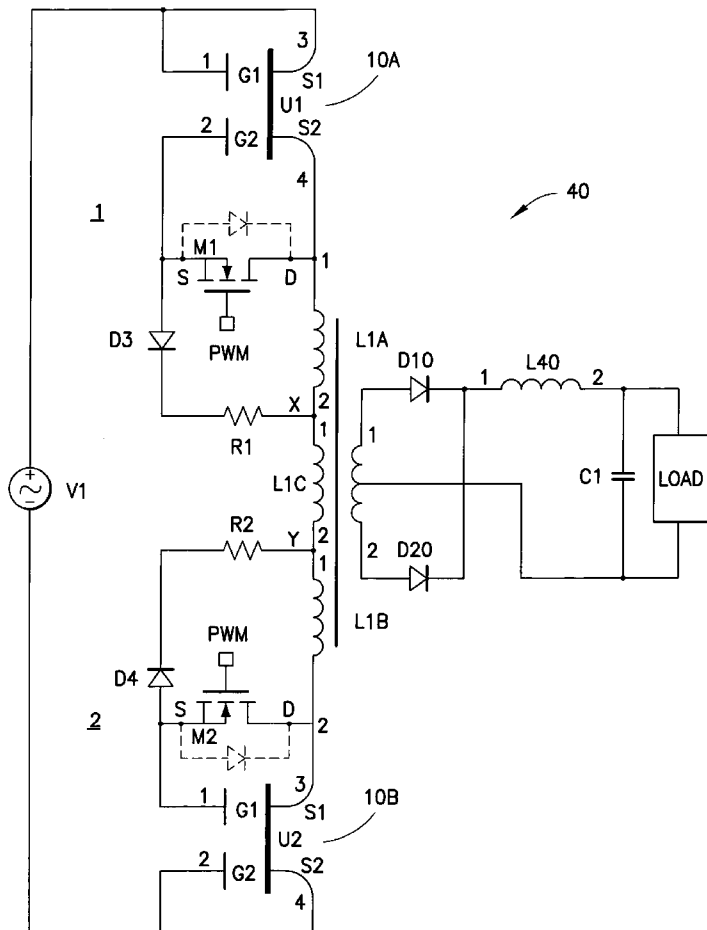 3
1 G1 S1 10A
U1
2 G2 S2
4
40
1
M1
S D 1
D3 PWM L1A
D10 L40
1 2
X 2
R1 1 1
V1 L1C C1 LOAD
R2 Y 2
1 2 D20
PWM L1B
D4
S D
2 M2 2
3
1 G1 S1 10B
U2
2 G2 S2
4